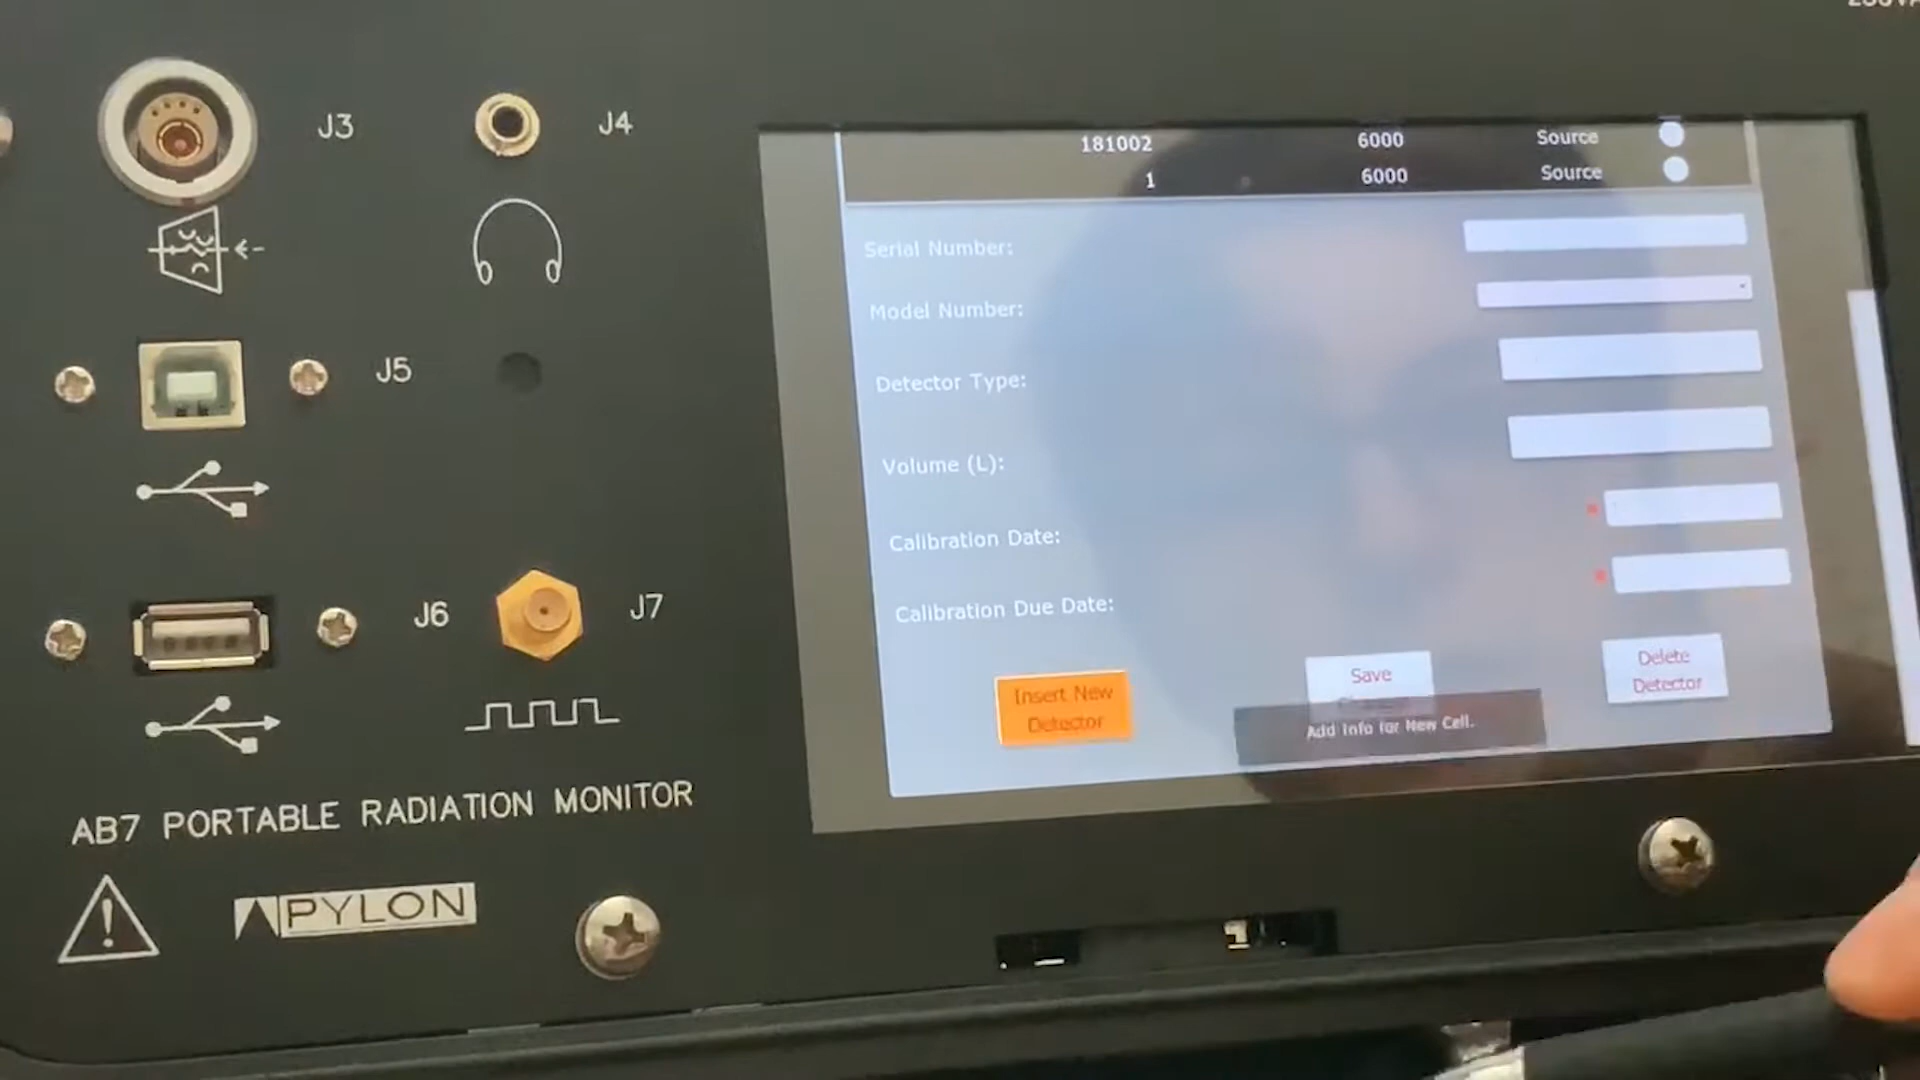 J3
J4
J5
J6
J7
AB7 PORTABLE RADIATION MONITOR
PYLON
181002 6000 Source
1 6000 Source
Serial Number:
Model Number:
Detector Type:
Volume (L):
Calibration Date:
Calibration Due Date:
Insert New
Detector
Save
Delete
Detector
Add Info for New Cell.